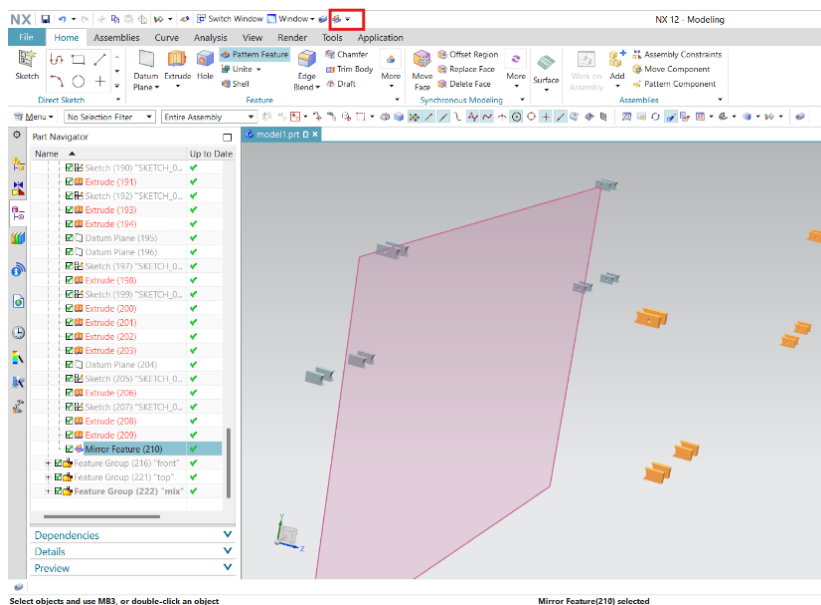 NX Switch Window Window NX 12 - Modeling
File Home Assemblies Curve Analysis View Render Tools Application
Sketch Datum Plane Extrude Hole Pattern Feature Unite Shell Edge Blend Chamfer Trim Body Draft More Move Face Offset Region Replace Face Delete Face More Surface Work on Assembly Add Assembly Constraints Move Component Pattern Component
Direct Sketch Feature Synchronous Modeling Assemblies
Menu No Selection Filter Entire Assembly
Part Navigator model1.prt
Name Up to Date
Sketch (190) "SKETCH_0...
Extrude (191)
Sketch (192) "SKETCH_0...
Extrude (193)
Extrude (194)
Datum Plane (195)
Datum Plane (196)
Sketch (197) "SKETCH_0...
Extrude (198)
Sketch (199) "SKETCH_0...
Extrude (200)
Extrude (201)
Extrude (202)
Extrude (203)
Datum Plane (204)
Sketch (205) "SKETCH_0...
Extrude (206)
Sketch (207) "SKETCH_0...
Extrude (208)
Extrude (209)
Mirror Feature (210)
Feature Group (216) "front"
Feature Group (221) "top"
Feature Group (222) "mix"
Dependencies
Details
Preview
Y
Z
Select objects and use MB3, or double-click an object Mirror Feature(210) selected